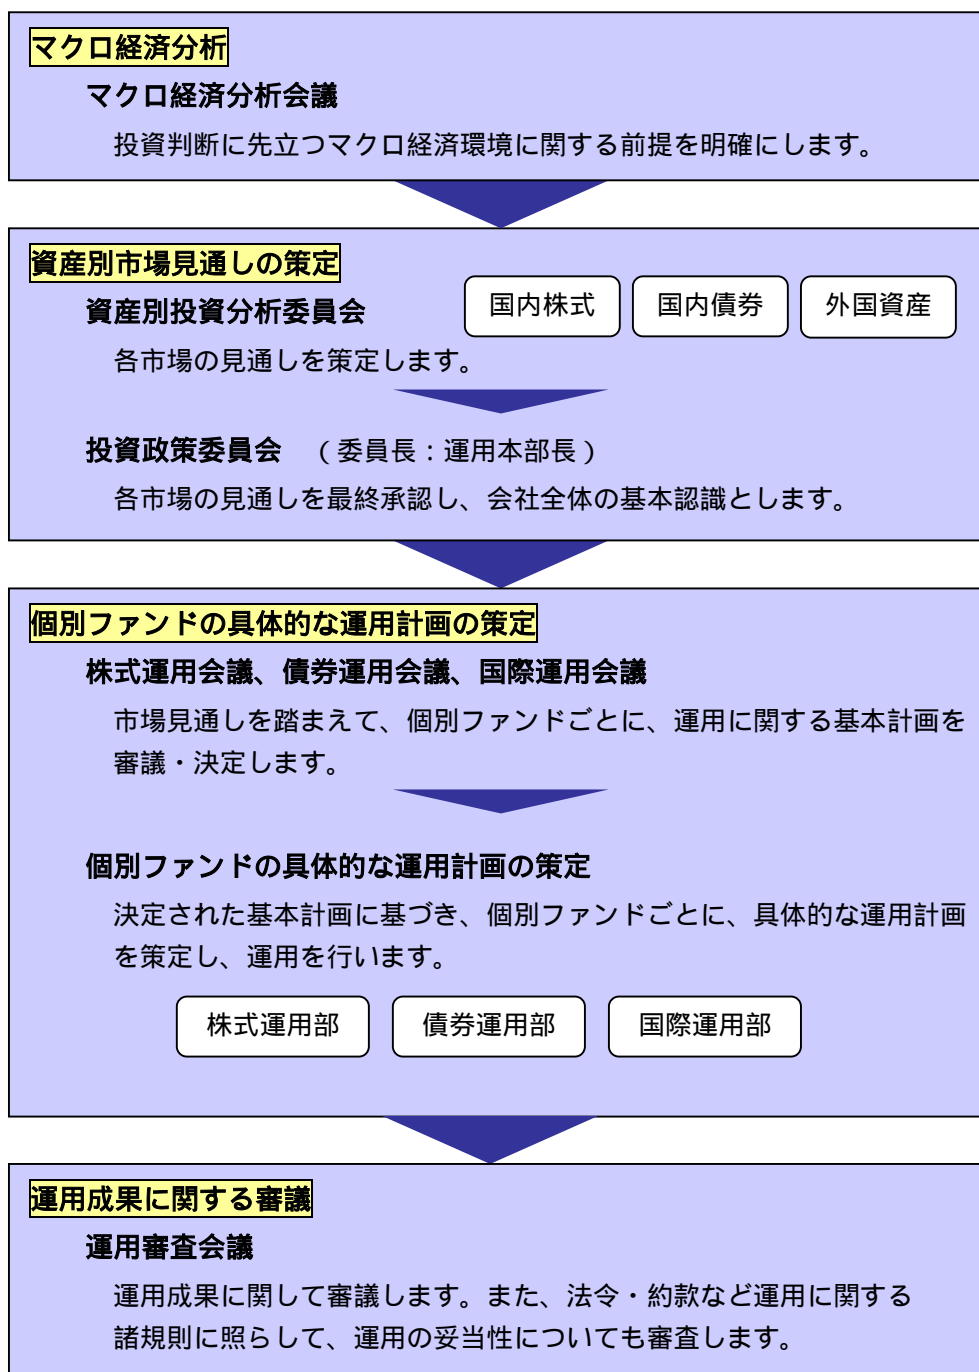 マクロ経済分析
マクロ経済分析会議
投資判断に先立つマクロ経済環境に関する前提を明確にします。
資産別市場見通しの策定
資産別投資分析委員会
国内株式
国内債券
外国資産
各市場の見通しを策定します。
投資政策委員会 (委員長:運用本部長)
各市場の見通しを最終承認し、会社全体の基本認識とします。
個別ファンドの具体的な運用計画の策定
株式運用会議、債券運用会議、国際運用会議
市場見通しを踏まえて、個別ファンドごとに、運用に関する基本計画を
審議・決定します。
個別ファンドの具体的な運用計画の策定
決定された基本計画に基づき、個別ファンドごとに、具体的な運用計画
を策定し、運用を行います。
株式運用部
債券運用部
国際運用部
運用成果に関する審議
運用審査会議
運用成果に関して審議します。また、法令・約款など運用に関する
諸規則に照らして、運用の妥当性についても審査します。